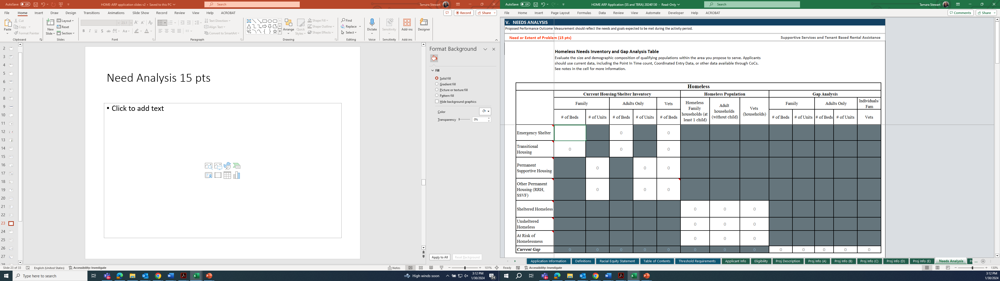 AutoSave Off
HOME-ARP application slides v2 • Saved to this PC
Search
Tamara Stewart
File Home Insert Draw Design Transitions Animations Slide Show Record Review View Help ACROBAT
Record Share
Paste
Cut
Copy
Format Painter
Clipboard
New Slide
Layout
Reset
Section
Slides
23.1
Font
Paragraph
Text Direction
Align Text
Convert to SmartArt
Arrange
Quick Styles
Shape Fill
Shape Outline
Shape Effects
Drawing
Find
Replace
Select
Editing
Dictate
Voice
Sensitivity
Sensitivity
Add-ins
Add-ins
Designer
2
3
4
5
6
7
8
9
10
11
12
13
14
15
16
17
18
19
20
21
22
23
24
25
26
27
28
Need Analysis 15 pts
• Click to add text
Format Background
Fill
Solid fill
Gradient fill
Picture or texture fill
Pattern fill
Hide background graphics
Color
Transparency 0%
Apply to All Reset Background
Slide 23 of 33 English (United States) Accessibility: Investigate
Notes 101%
Type here to search
High winds soon
3:12 PM
1/30/2024
24
AutoSave Off
HOME ARP Application (SS and TBRA) 20240130 - Read-Only
Search
Tamara Stewart
File Home Insert Page Layout Formulas Data Review View Automate Developer Help ACROBAT
Comments Share
V. NEEDS ANALYSIS
Proposed Performance Outcome Measurement should reflect the needs and goals expected to be met during the activity period.
Need or Extent of Problem (15 pts) Supportive Services and Tenant Based Rental Assistance
Homeless Needs Inventory and Gap Analysis Table
Evaluate the size and demographic composition of qualifying populations within the area you propose to serve. Applicants
should use current data, including the Point In Time count, Coordinated Entry Data, or other data available through CoCs.
See notes in the cell for more information.
Homeless
Current Housing/Shelter Inventory Homeless Population Gap Analysis
Family Adults Only Vets
Homeless Family households (at least 1 child)
Adult households (without child)
Vets (households)
Family Adults Only Individuals/ Fam
# of Beds # of Units # of Beds # of Units # of Beds
# of Beds # of Units # of Beds # of Units Vets
Emergency Shelter 0 0
Transitional Housing 0 0 0
Permanent Supportive Housing 0 0 0
Other Permanent Housing (RRH, SSVF) 0 0 0
Sheltered Homeless 0 0 0
Unsheltered Homeless 0 0 0
At Risk of Homelessness 0 0 0
Current Gap 0 0 0 0 0 0 0 0 0 0 0 0 0
Application Information Definitions Racial Equity Statement Table of Contents Threshold Requirements Applicant Info Eligibility Proj Description Proj Info (A) Proj Info (B) Proj Info (C) Proj Info (D) Proj Info (E) Needs Analysis Pr ...
Ready Accessibility: Investigate 130%
3:12 PM
1/30/2024